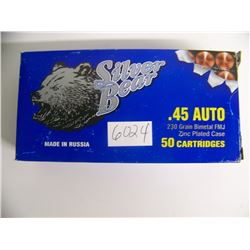 Silver
Bear
6024
MADE IN RUSSIA
.45 AUTO
230 Grain Bimetal FMJ
Zinc Plated Case
50 CARTRIDGES